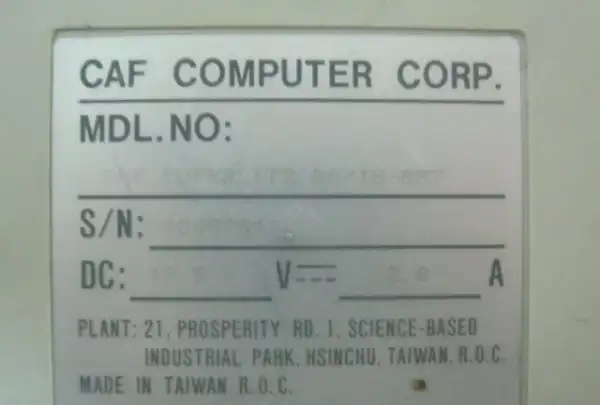 CAF COMPUTER CORP.
MDL.NO:
S/N:
DC: V A
PLANT: 21, PROSPERITY RD. 1, SCIENCE-BASED
INDUSTRIAL PARK, HSINCHU, TAIWAN, R.O.C.
MADE IN TAIWAN R.O.C.